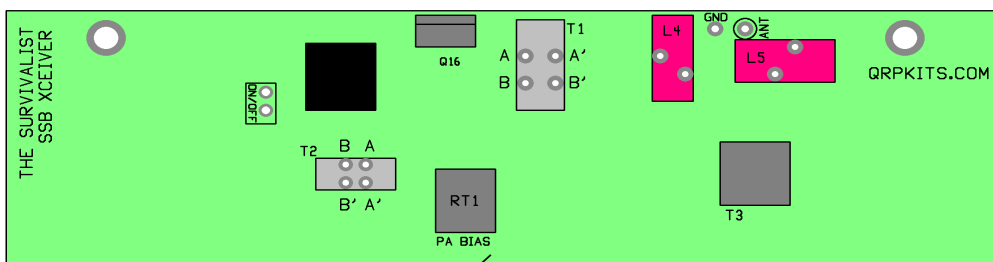 THE SURVIVALIST
SSB XCEIVER
ON/OFF
Q16
T1
A A'
B B'
L4
GND
ANT
L5
QRPKITS.COM
T2
B A
B' A'
RT1
PA BIAS
T3